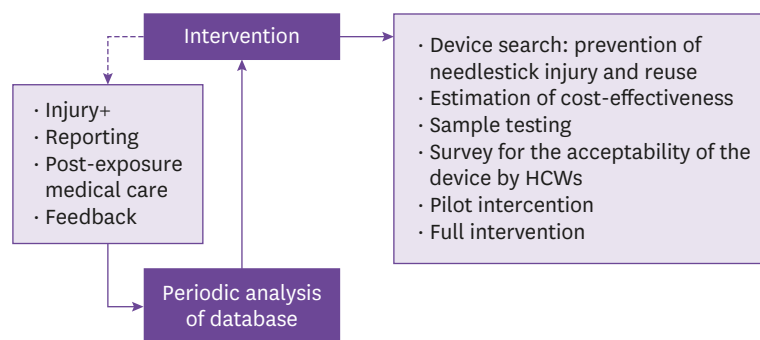 Intervention
· Injury+
· Reporting
· Post-exposure
medical care
· Feedback
Periodic analysis
of database
· Device search: prevention of
needlestick injury and reuse
· Estimation of cost-effectiveness
· Sample testing
· Survey for the acceptability of the
device by HCWs
· Pilot intercention
· Full intervention